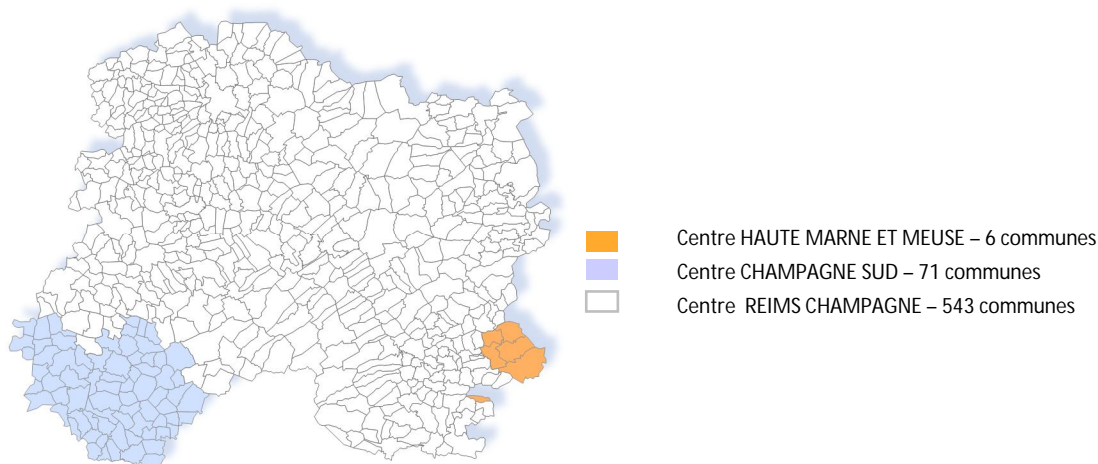 Centre HAUTE MARNE ET MEUSE – 6 communes
Centre CHAMPAGNE SUD – 71 communes
Centre REIMS CHAMPAGNE – 543 communes